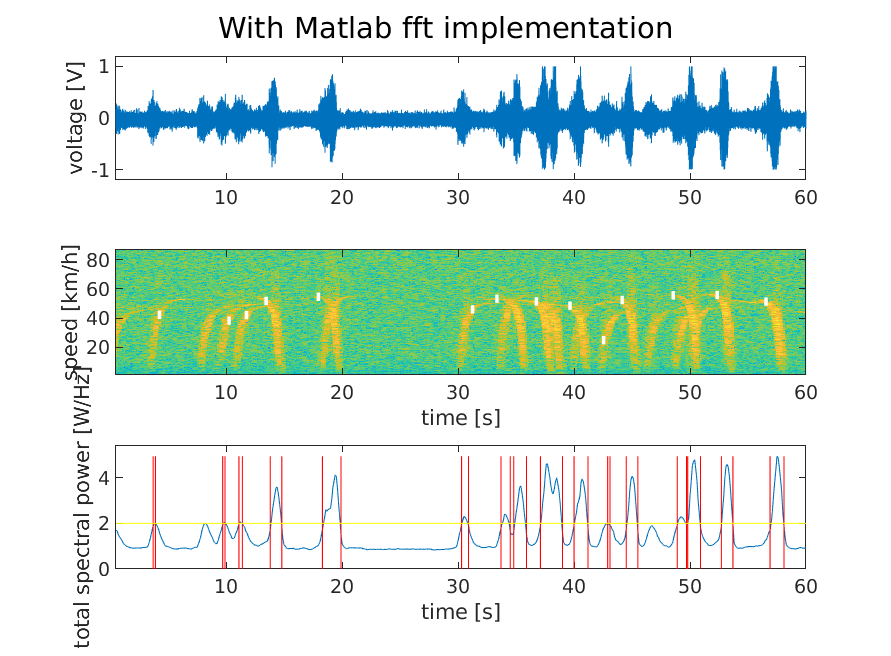 With Matlab fft implementation
voltage [V]
1
0
-1
10 20 30 40 50 60
speed [km/h]
80
60
40
20
10 20 30 40 50 60
time [s]
total spectral power [W/Hz]
4
2
0
10 20 30 40 50 60
time [s]